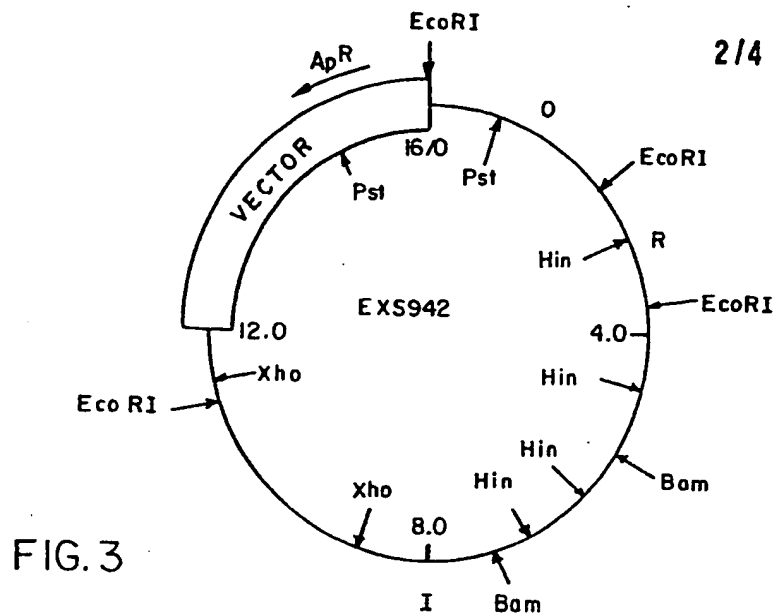 EcoRI
2/4
ApR
O
16/0
EcoRI
VECTOR
Pst
Pst
Hin
R
EXS942
EcoRI
12.0
4.0
Xho
Hin
Eco RI
Hin
Bam
Xho
Hin
8.0
FIG. 3
I
Bam